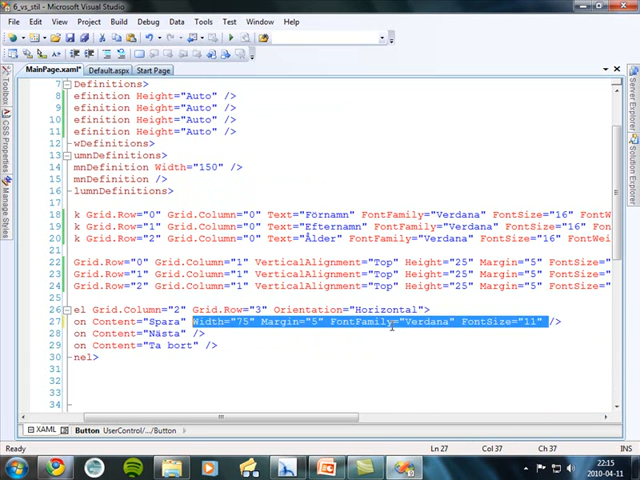 6_vs_stil - Microsoft Visual Studio
File Edit View Project Build Debug Data Tools Test Window Help
MainPage.xaml* Default.aspx Start Page
7 Definitions>
8 efinition Height="Auto" />
9 efinition Height="Auto" />
10 efinition Height="Auto" />
11 efinition Height="Auto" />
12 wDefinitions>
13 umnDefinitions>
14 mnDefinition Width="150" />
15 mnDefinition />
16 lumnDefinitions>
17
18 k Grid.Row="0" Grid.Column="0" Text="Förnamn" FontFamily="Verdana" FontSize="16" FontW
19 k Grid.Row="1" Grid.Column="0" Text="Efternamn" FontFamily="Verdana" FontSize="16" Fon
20 k Grid.Row="2" Grid.Column="0" Text="Ålder" FontFamily="Verdana" FontSize="16" FontWei
21
22 Grid.Row="0" Grid.Column="1" VerticalAlignment="Top" Height="25" Margin="5" FontSize="11
23 Grid.Row="1" Grid.Column="1" VerticalAlignment="Top" Height="25" Margin="5" FontSize="11
24 Grid.Row="2" Grid.Column="1" VerticalAlignment="Top" Height="25" Margin="5" FontSize="11
25
26 el Grid.Column="2" Grid.Row="3" Orientation="Horizontal">
27 on Content="Spara" Width="75" Margin="5" FontFamily="Verdana" FontSize="11" />
28 on Content="Nästa" />
29 on Content="Ta bort" />
30 nel>
31
32
33
34
Toolbox
CSS Properties
Manage Styles
Server Explorer
Solution Explorer
XAML Button UserControl/.../Button
Ready Ln 27 Col 37 Ch 37 INS
22:15
2010-04-11